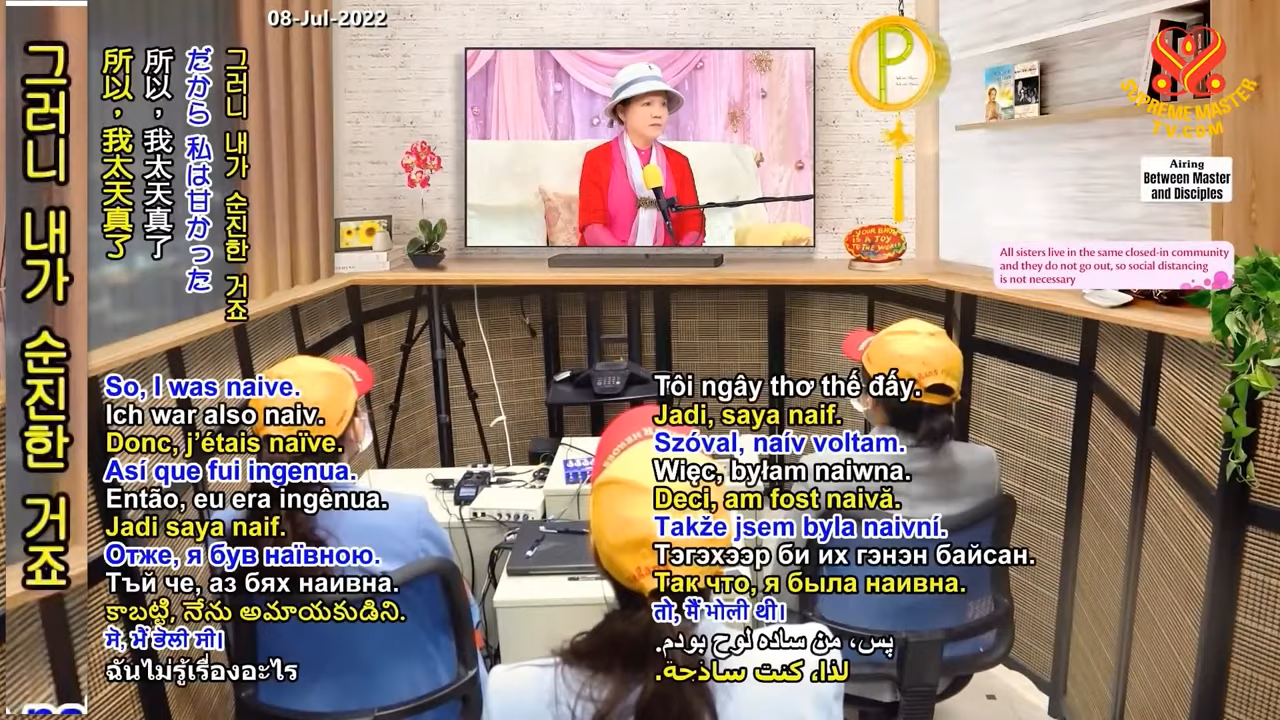 08-Jul-2022
그러니 내가 순진한 거죠
所以，我太天真了
所以，我太天真了
だから 私は甘かった
그러니 내가 순진한 거죠
P
SUPREME MASTER
TV.COM
Airing
Between Master
and Disciples
All sisters live in the same closed-in community
and they do not go out, so social distancing
is not necessary
IS A JOY
TO THE WORLD
So, I was naive.
Ich war also naiv.
Donc, j’étais naïve.
Así que fui ingenua.
Então, eu era ingênua.
Jadi saya naif.
Отже, я був наївною.
Тъй че, аз бях наивна.
కాబట్టి, నేను అమాయకుడిని.
ਸੋ, ਮੈਂ ਭੋਲੀ ਸੀ।
ฉันไม่รู้เรื่องอะไร
Tôi ngây thơ thế đấy.
Jadi, saya naif.
Szóval, naív voltam.
Więc, byłam naiwna.
Deci, am fost naivă.
Takže jsem byla naivní.
Тэгэхээр би их гэнэн байсан.
Так что, я была наивна.
तो, मैं भोली थी।
پس، من ساده لوح بودم.
لذا، كنت ساذجة.